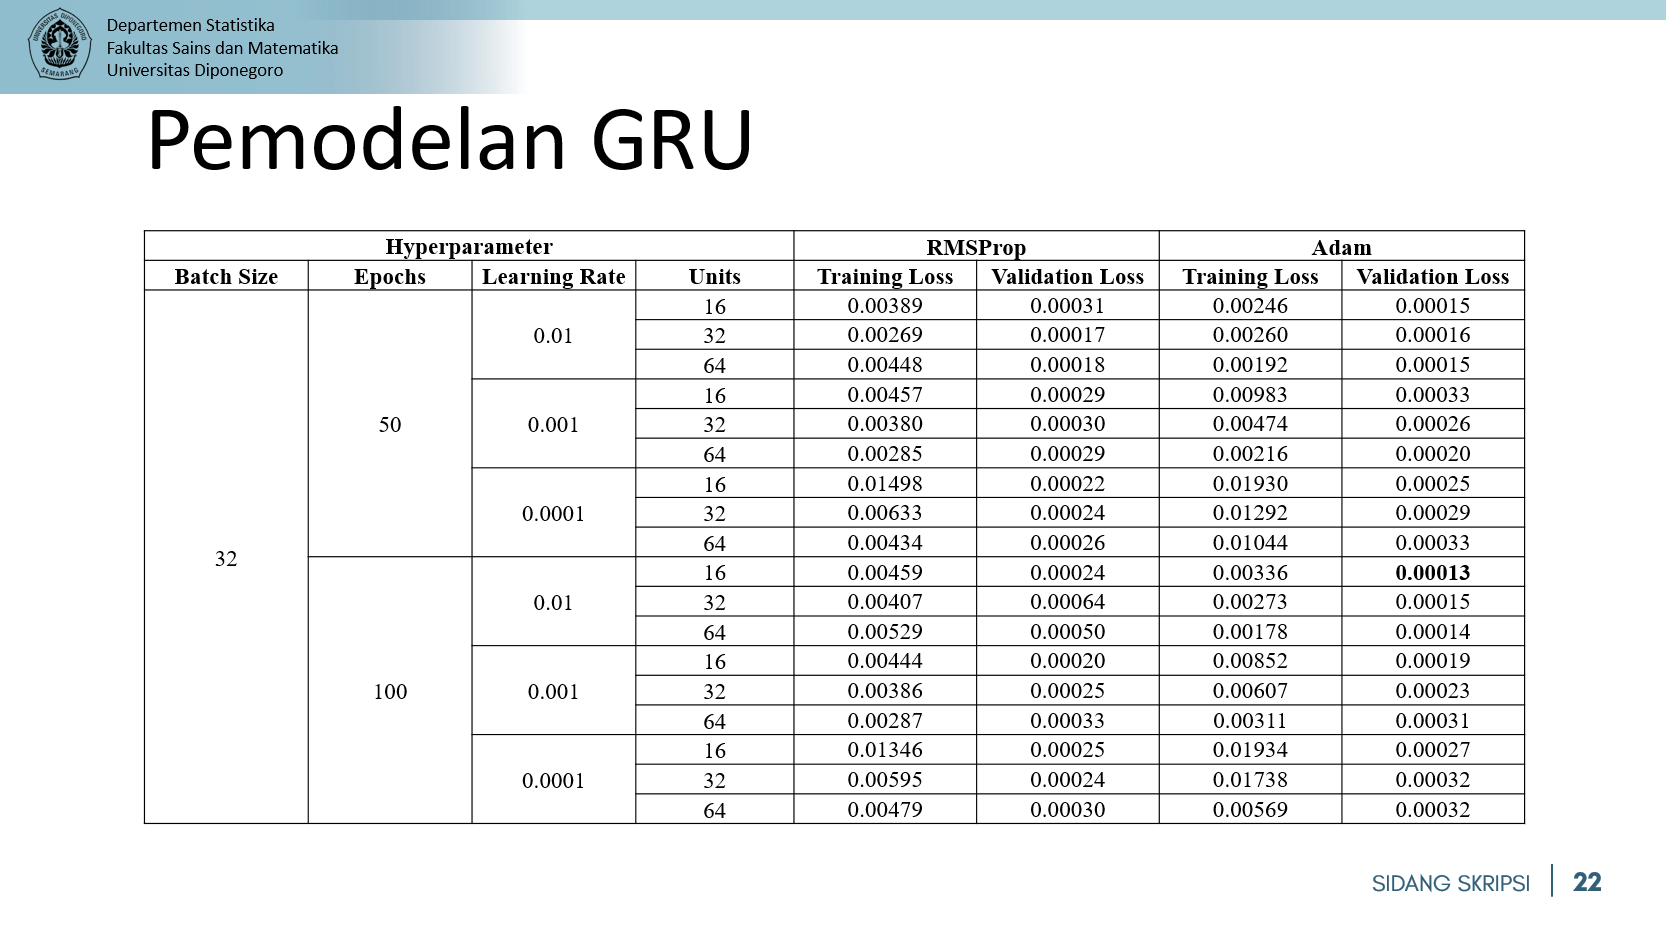 UNIVERSITAS DIPONEGORO
SEMARANG
Departemen Statistika
Fakultas Sains dan Matematika
Universitas Diponegoro
Pemodelan GRU
Hyperparameter RMSProp Adam
Batch Size Epochs Learning Rate Units Training Loss Validation Loss Training Loss Validation Loss
32 50 0.01 16 0.00389 0.00031 0.00246 0.00015
32 0.00269 0.00017 0.00260 0.00016
64 0.00448 0.00018 0.00192 0.00015
0.001 16 0.00457 0.00029 0.00983 0.00033
32 0.00380 0.00030 0.00474 0.00026
64 0.00285 0.00029 0.00216 0.00020
0.0001 16 0.01498 0.00022 0.01930 0.00025
32 0.00633 0.00024 0.01292 0.00029
64 0.00434 0.00026 0.01044 0.00033
100 0.01 16 0.00459 0.00024 0.00336 0.00013
32 0.00407 0.00064 0.00273 0.00015
64 0.00529 0.00050 0.00178 0.00014
0.001 16 0.00444 0.00020 0.00852 0.00019
32 0.00386 0.00025 0.00607 0.00023
64 0.00287 0.00033 0.00311 0.00031
0.0001 16 0.01346 0.00025 0.01934 0.00027
32 0.00595 0.00024 0.01738 0.00032
64 0.00479 0.00030 0.00569 0.00032
SIDANG SKRIPSI 22